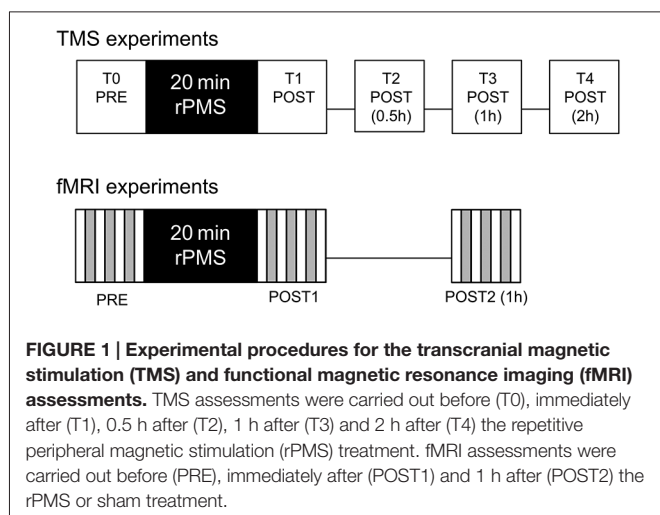 TMS experiments
T0
PRE
20 min
rPMS
T1
POST
T2
POST
(0.5h)
T3
POST
(1h)
T4
POST
(2h)
fMRI experiments
20 min
rPMS
PRE
POST1
POST2 (1h)
FIGURE 1 | Experimental procedures for the transcranial magnetic
stimulation (TMS) and functional magnetic resonance imaging (fMRI)
assessments. TMS assessments were carried out before (T0), immediately
after (T1), 0.5 h after (T2), 1 h after (T3) and 2 h after (T4) the repetitive
peripheral magnetic stimulation (rPMS) treatment. fMRI assessments were
carried out before (PRE), immediately after (POST1) and 1 h after (POST2) the
rPMS or sham treatment.